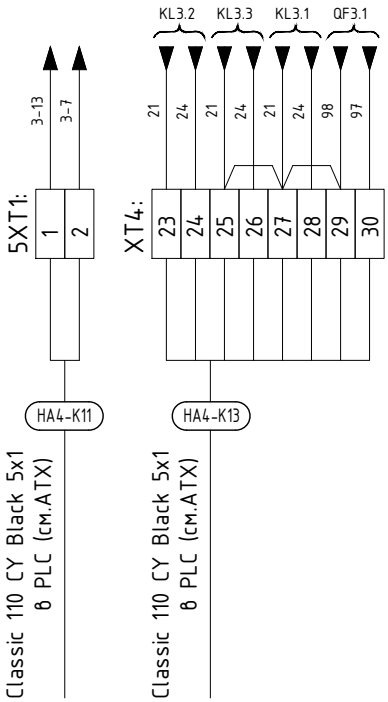 KL3.2 KL3.3 KL3.1 QF3.1
3-13 3-7
21 24 21 24 21 24 98 97
5XT1: 1 2
XT4: 23 24 25 26 27 28 29 30
HA4-K11
HA4-K13
Classic 110 CY Black 5x1
в PLC (см.АТХ)
Classic 110 CY Black 5x1
в PLC (см.АТХ)